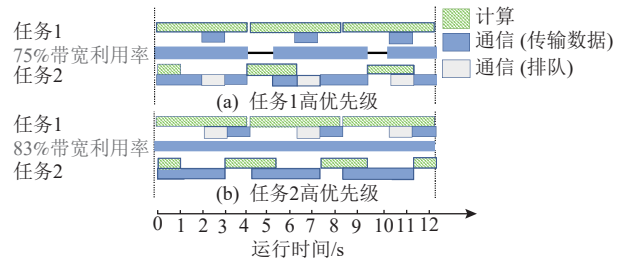 任务1
75%带宽利用率
任务2
(a) 任务1高优先级
任务1
83%带宽利用率
任务2
(b) 任务2高优先级
0 1 2 3 4 5 6 7 8 9 10 11 12
运行时间/s
计算
通信 (传输数据)
通信 (排队)